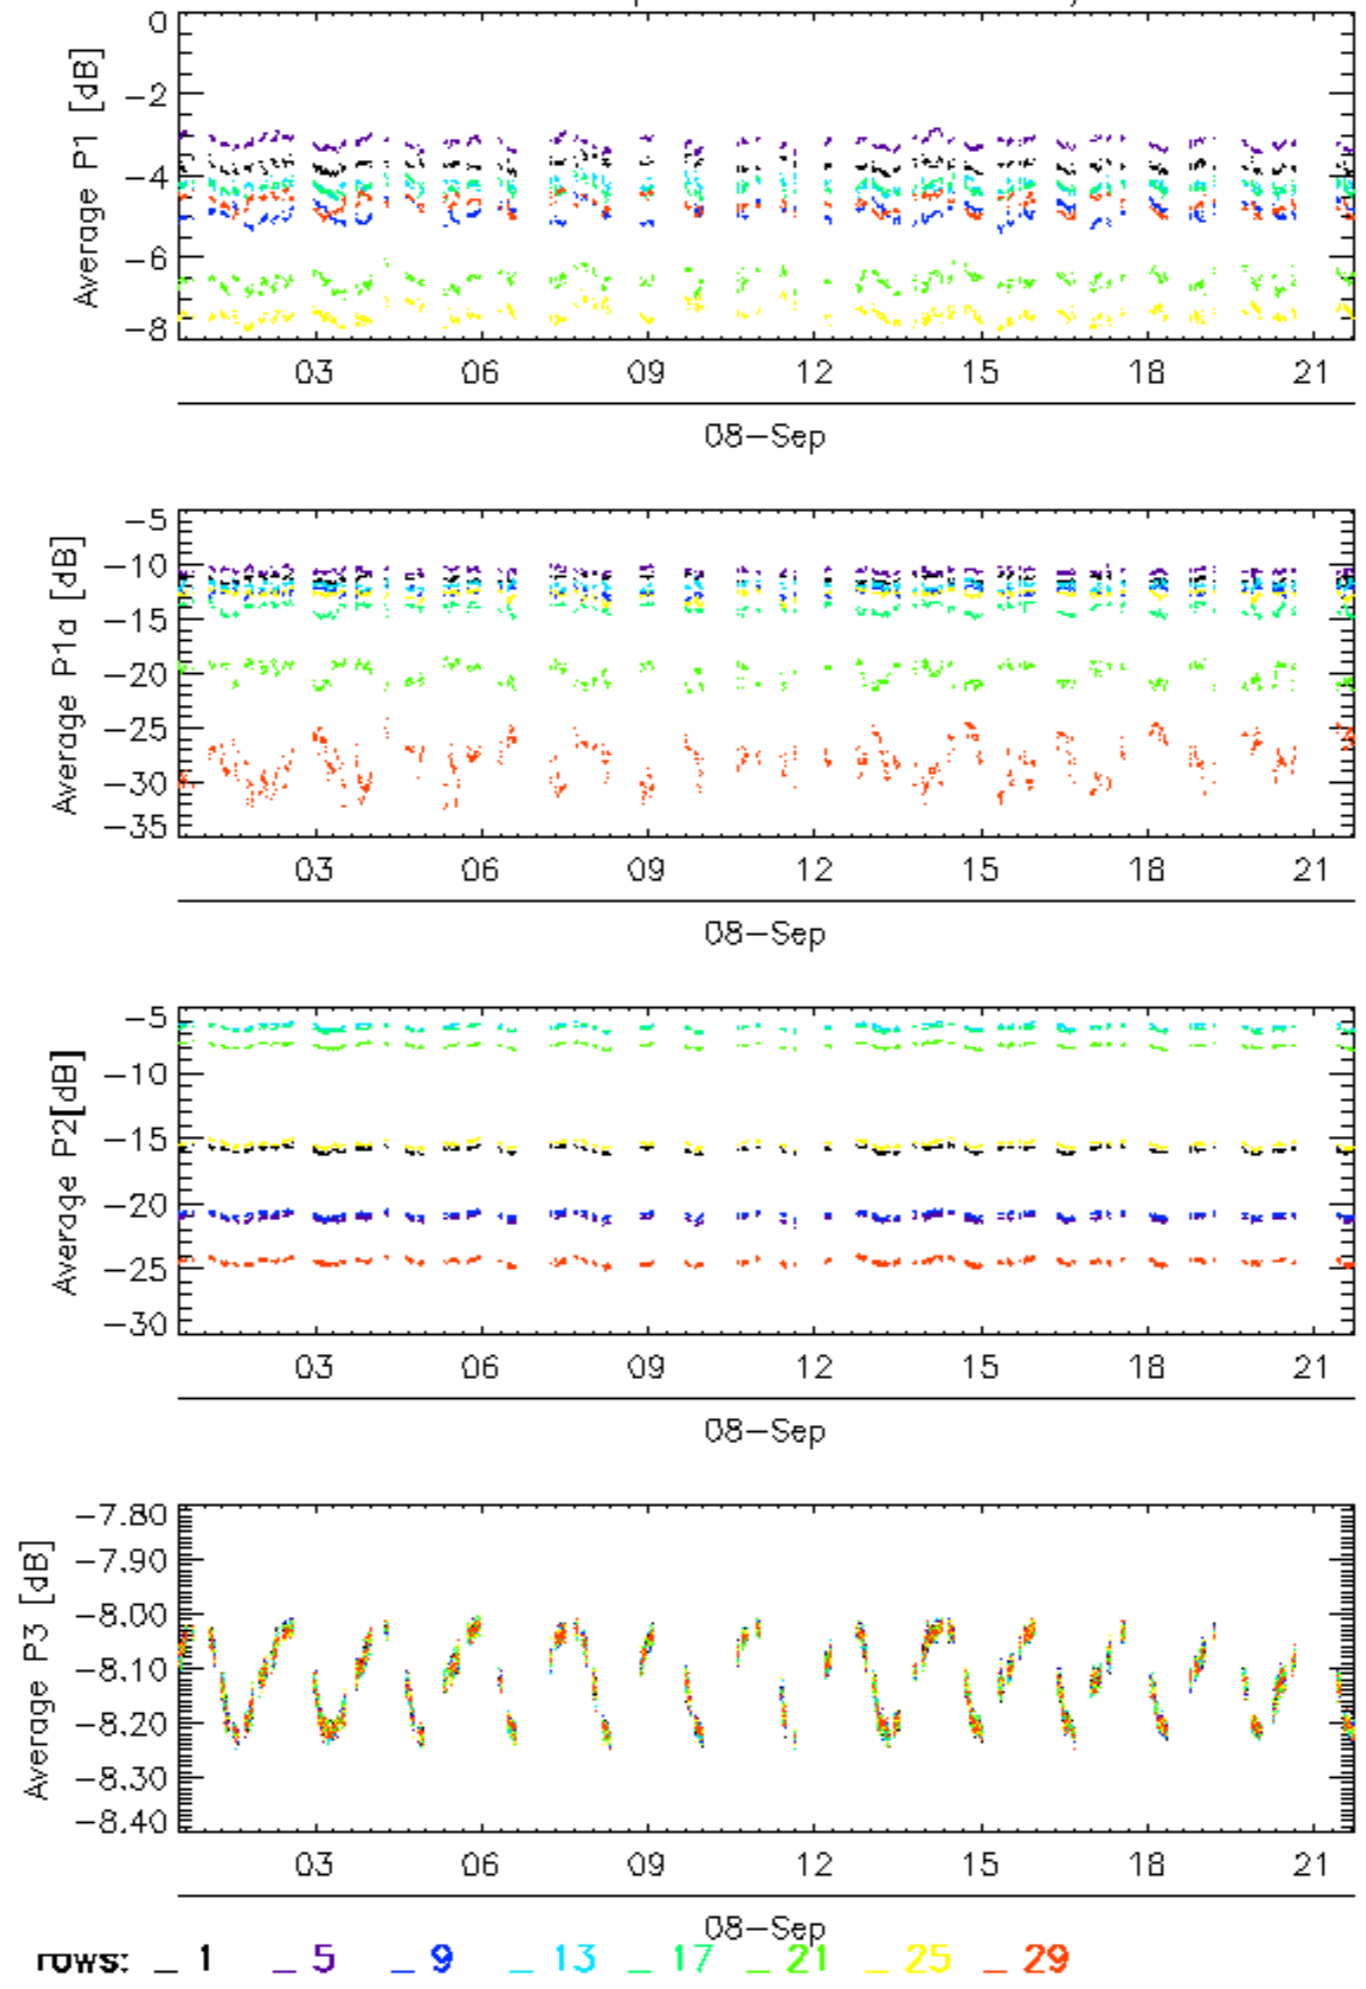 0
-2
-4
-6
-8
Average P1 [dB]
03 06 09 12 15 18 21
08-Sep
-5
-10
-15
-20
-25
-30
-35
Average P1a [dB]
03 06 09 12 15 18 21
08-Sep
-5
-10
-15
-20
-25
-30
Average P2[dB]
03 06 09 12 15 18 21
08-Sep
-7.80
-7.90
-8.00
-8.10
-8.20
-8.30
-8.40
Average P3 [dB]
03 06 09 12 15 18 21
08-Sep
rows: _ 1 _ 5 _ 9 _ 13 _ 17 _ 21 _ 25 _ 29